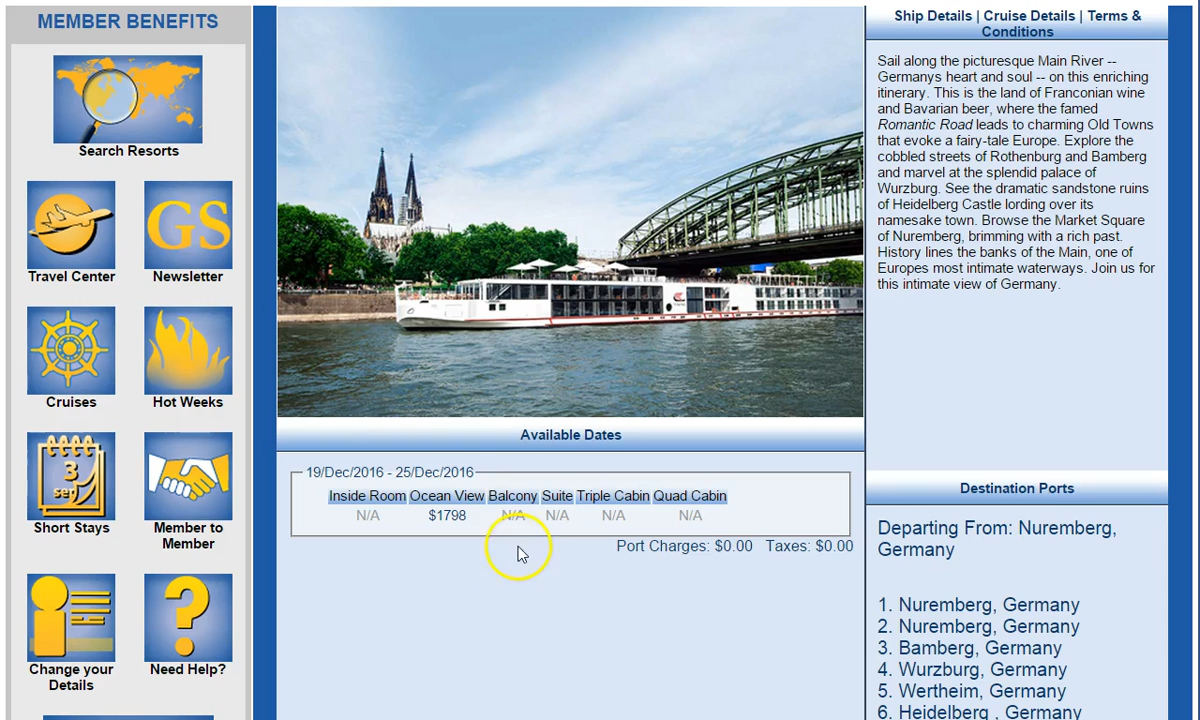 MEMBER BENEFITS
Search Resorts
Travel Center
GS
Newsletter
Cruises
Hot Weeks
3
sep
Short Stays
Member to
Member
Change your
Details
?
Need Help?
Available Dates
19/Dec/2016 - 25/Dec/2016
Inside Room Ocean View Balcony Suite Triple Cabin Quad Cabin
N/A $1798 N/A N/A N/A N/A
Port Charges: $0.00 Taxes: $0.00
Ship Details | Cruise Details | Terms &
Conditions
Sail along the picturesque Main River --
Germanys heart and soul -- on this enriching
itinerary. This is the land of Franconian wine
and Bavarian beer, where the famed
Romantic Road leads to charming Old Towns
that evoke a fairy-tale Europe. Explore the
cobbled streets of Rothenburg and Bamberg
and marvel at the splendid palace of
Wurzburg. See the dramatic sandstone ruins
of Heidelberg Castle lording over its
namesake town. Browse the Market Square
of Nuremberg, brimming with a rich past.
History lines the banks of the Main, one of
Europes most intimate waterways. Join us for
this intimate view of Germany.
Destination Ports
Departing From: Nuremberg,
Germany
1. Nuremberg, Germany
2. Nuremberg, Germany
3. Bamberg, Germany
4. Wurzburg, Germany
5. Wertheim, Germany
6. Heidelberg , Germany